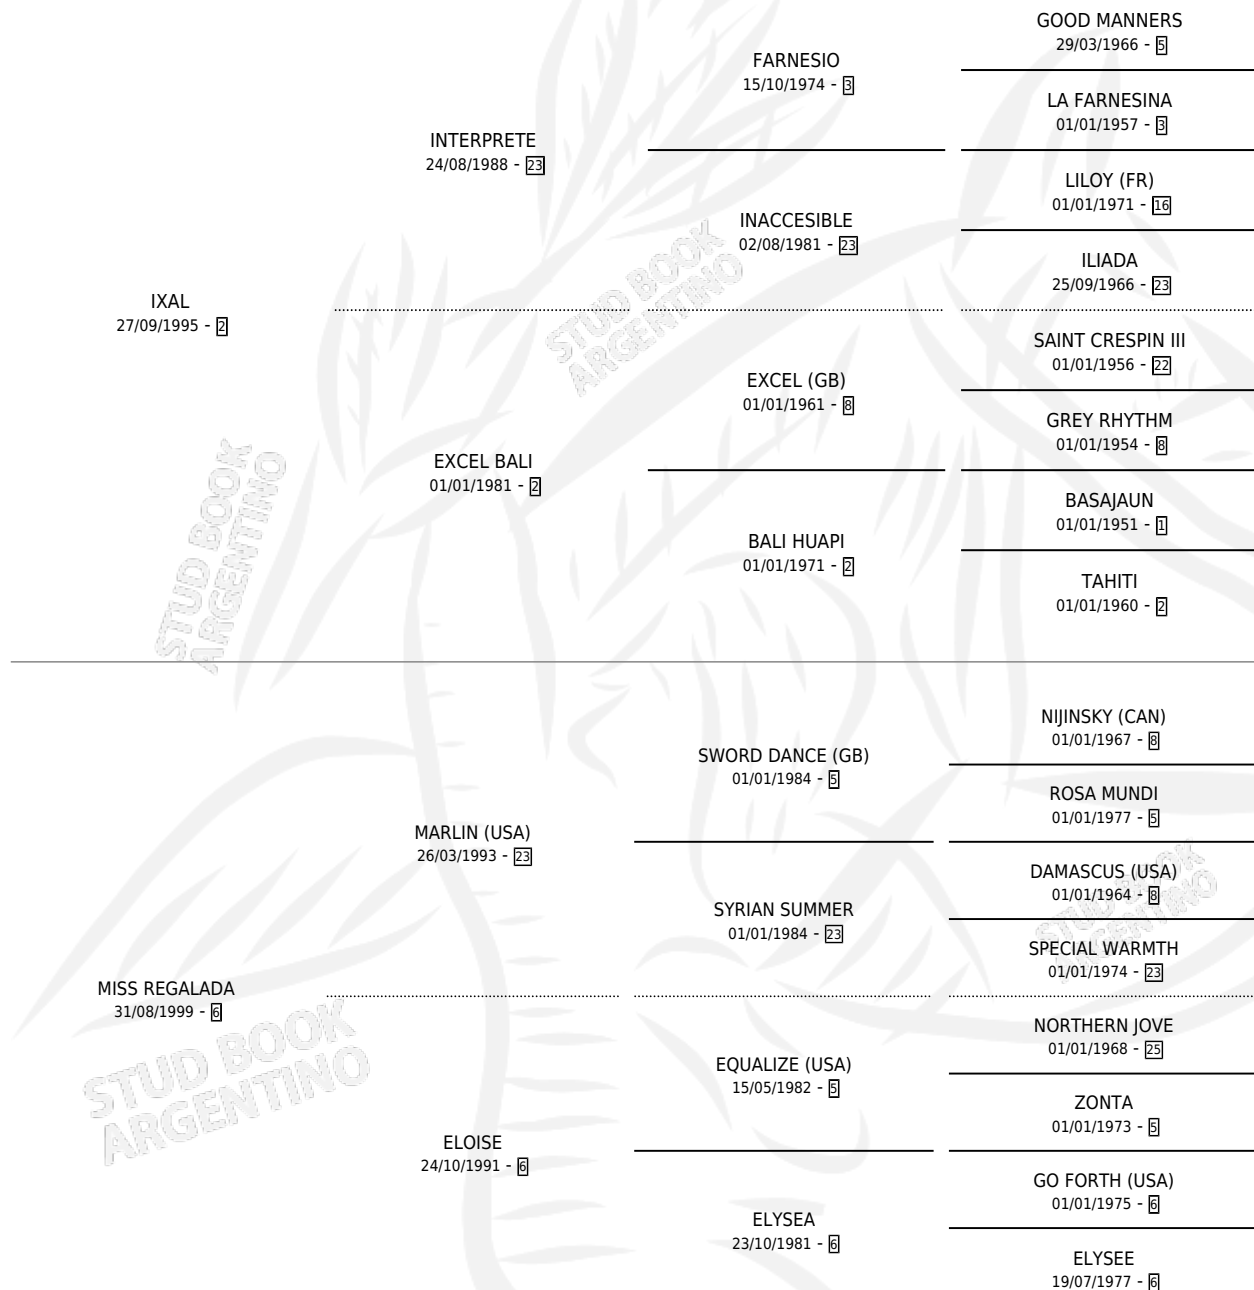 GOOD MANNERS
29/03/1966 - 5
FARNESIO
15/10/1974 - 3
LA FARNESINA
01/01/1957 - 3
INTERPRETE
24/08/1988 - 23
LILOY (FR)
01/01/1971 - 16
INACCESIBLE
02/08/1981 - 23
ILIADA
25/09/1966 - 23
IXAL
27/09/1995 - 2
SAINT CRESPIN III
01/01/1956 - 22
EXCEL (GB)
01/01/1961 - 8
GREY RHYTHM
01/01/1954 - 8
EXCEL BALI
01/01/1981 - 2
BASAJAUN
01/01/1951 - 1
BALI HUAPI
01/01/1971 - 2
TAHITI
01/01/1960 - 2
NIJINSKY (CAN)
01/01/1967 - 8
SWORD DANCE (GB)
01/01/1984 - 5
ROSA MUNDI
01/01/1977 - 5
MARLIN (USA)
26/03/1993 - 23
DAMASCUS (USA)
01/01/1964 - 8
SYRIAN SUMMER
01/01/1984 - 23
SPECIAL WARMTH
01/01/1974 - 23
MISS REGALADA
31/08/1999 - 6
NORTHERN JOVE
01/01/1968 - 25
EQUALIZE (USA)
15/05/1982 - 5
ZONTA
01/01/1973 - 5
ELOISE
24/10/1991 - 6
GO FORTH (USA)
01/01/1975 - 6
ELYSEA
23/10/1981 - 6
ELYSEE
19/07/1977 - 6
STUD BOOK
ARGENTINO
STUD BOOK
ARGENTINO
STUD BOOK
ARGENTINO
STUD BOOK
ARGENTINO